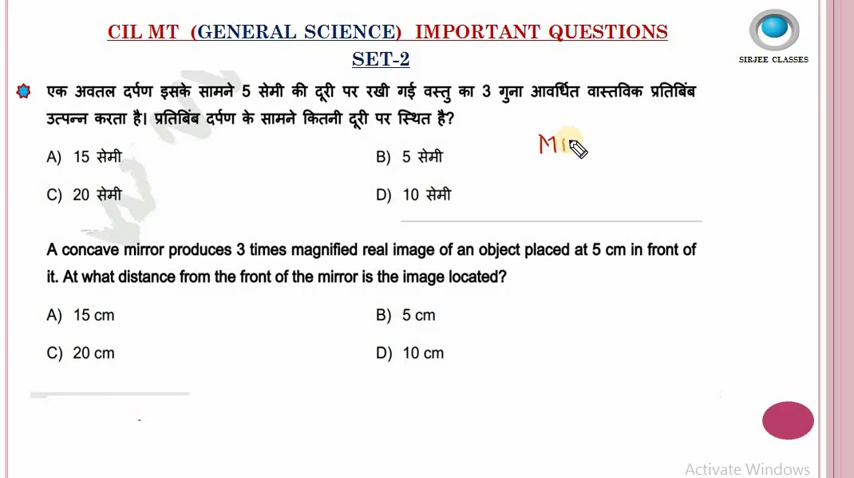 CIL MT (GENERAL SCIENCE) IMPORTANT QUESTIONS
SET-2
SIRJEE CLASSES
एक अवतल दर्पण इसके सामने 5 सेमी की दूरी पर रखी गई वस्तु का 3 गुना आवर्धित वास्तविक प्रतिबिंब
उत्पन्न करता है। प्रतिबिंब दर्पण के सामने कितनी दूरी पर स्थित है?
A) 15 सेमी
B) 5 सेमी
C) 20 सेमी
D) 10 सेमी
A concave mirror produces 3 times magnified real image of an object placed at 5 cm in front of
it. At what distance from the front of the mirror is the image located?
A) 15 cm
B) 5 cm
C) 20 cm
D) 10 cm
Activate Windows